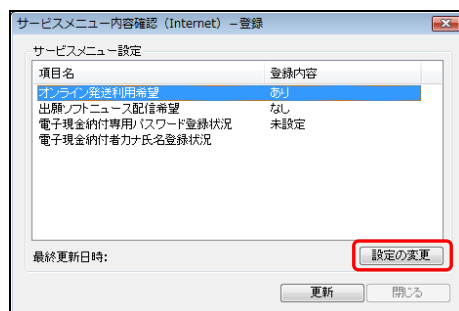 サービスメニュー内容確認（Internet）－登録
サービスメニュー設定
項目名 登録内容
オンライン発送利用希望 あり
出願ソフトニュース配信希望 なし
電子現金納付専用パスワード登録状況 未設定
電子現金納付者カナ氏名登録状況
最終更新日時: 設定の変更
更新 閉じる